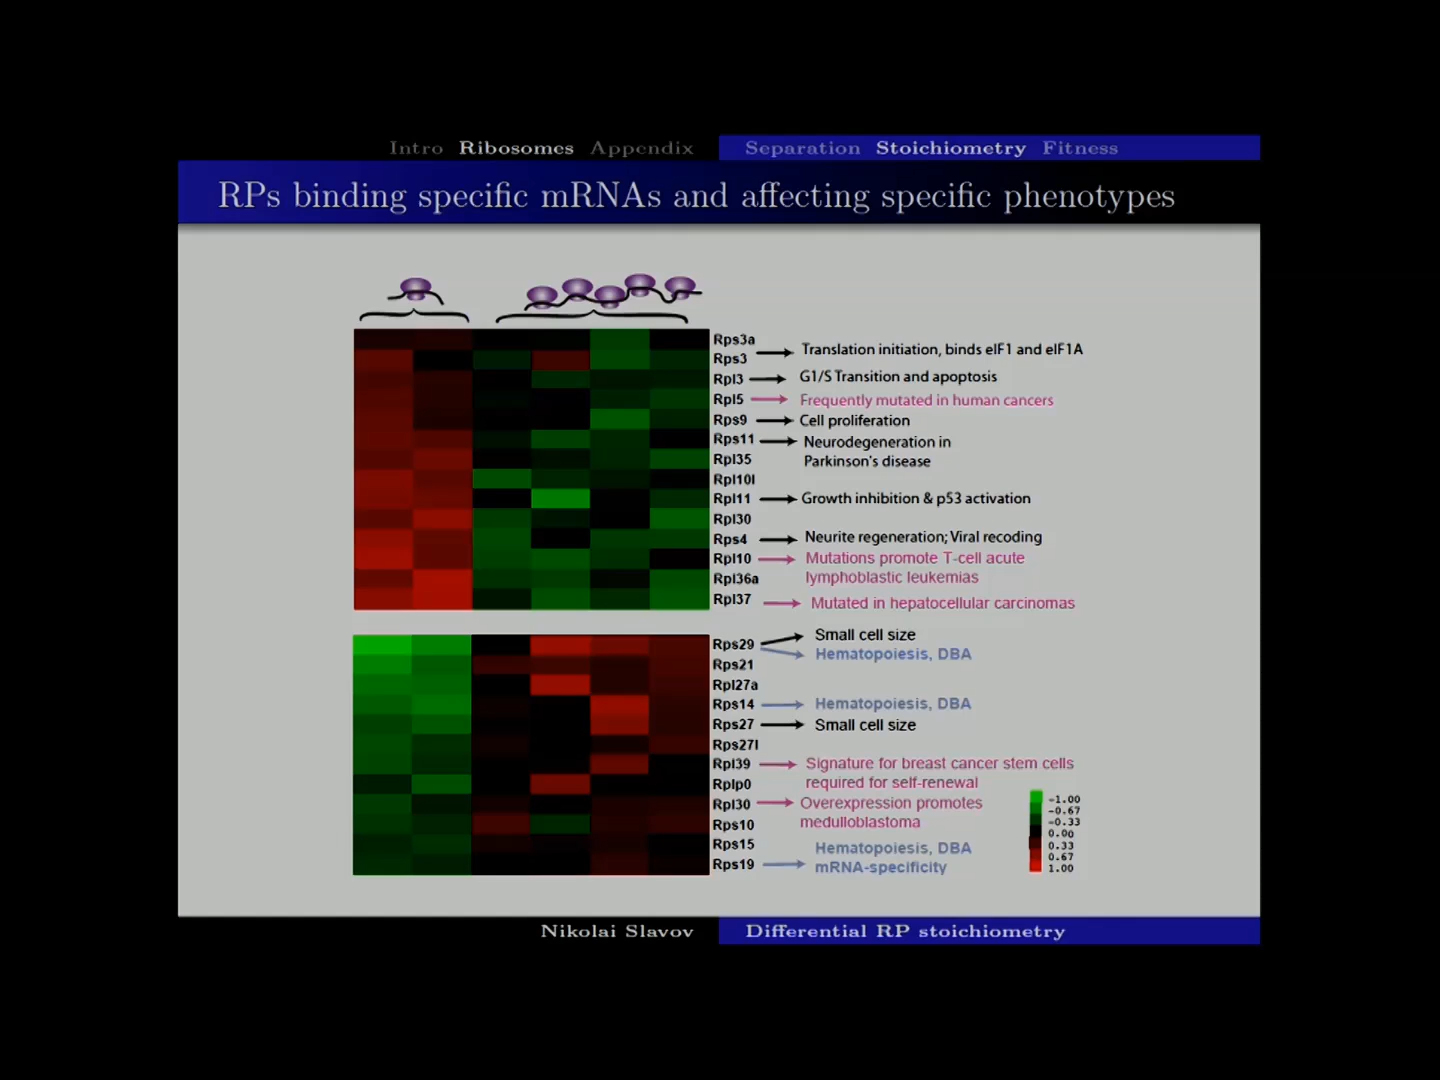 Intro Ribosomes Appendix Separation Stoichiometry Fitness
RPs binding specific mRNAs and affecting specific phenotypes
Rps3a
Rps3 Translation initiation, binds eIF1 and eIF1A
Rpl3 G1/S Transition and apoptosis
Rpl5 Frequently mutated in human cancers
Rps9 Cell proliferation
Rps11 Neurodegeneration in
Parkinson's disease
Rpl35
Rpl10l
Rpl11 Growth inhibition & p53 activation
Rpl30
Rps4 Neurite regeneration; Viral recoding
Rpl10 Mutations promote T-cell acute
lymphoblastic leukemias
Rpl36a
Rpl37 Mutated in hepatocellular carcinomas
Rps29 Small cell size
Hematopoiesis, DBA
Rps21
Rpl27a
Rps14 Hematopoiesis, DBA
Rps27 Small cell size
Rps27l
Rpl39 Signature for breast cancer stem cells
required for self-renewal
Rplp0
Rpl30 Overexpression promotes
medulloblastoma
Rps10
Rps15
Hematopoiesis, DBA
Rps19 mRNA-specificity
-1.00
-0.67
-0.33
0.00
0.33
0.67
1.00
Nikolai Slavov Differential RP stoichiometry